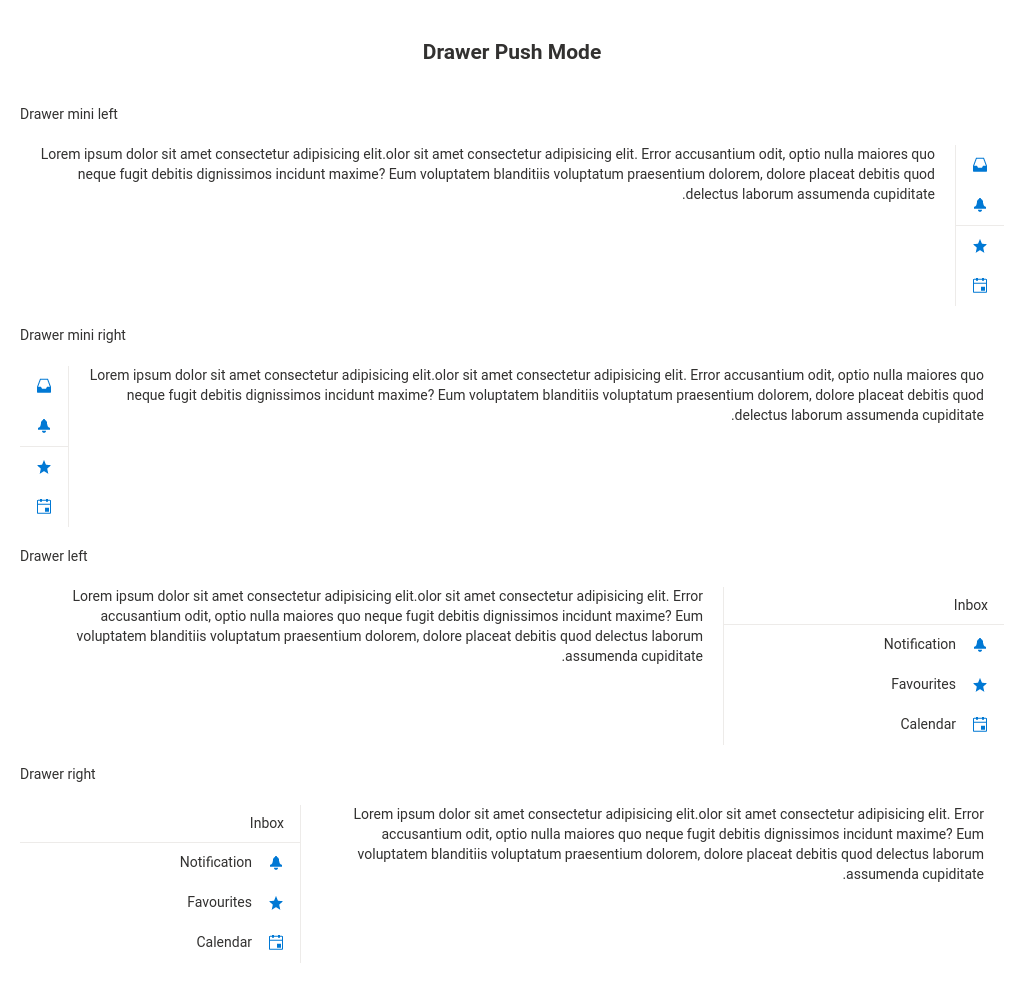 Drawer Push Mode
Drawer mini left
Lorem ipsum dolor sit amet consectetur adipisicing elit.olor sit amet consectetur adipisicing elit. Error accusantium odit, optio nulla maiores quo
neque fugit debitis dignissimos incidunt maxime? Eum voluptatem blanditiis voluptatum praesentium dolorem, dolore placeat debitis quod
.delectus laborum assumenda cupiditate
Drawer mini right
Lorem ipsum dolor sit amet consectetur adipisicing elit.olor sit amet consectetur adipisicing elit. Error accusantium odit, optio nulla maiores quo
neque fugit debitis dignissimos incidunt maxime? Eum voluptatem blanditiis voluptatum praesentium dolorem, dolore placeat debitis quod
.delectus laborum assumenda cupiditate
Drawer left
Lorem ipsum dolor sit amet consectetur adipisicing elit.olor sit amet consectetur adipisicing elit. Error
accusantium odit, optio nulla maiores quo neque fugit debitis dignissimos incidunt maxime? Eum
voluptatem blanditiis voluptatum praesentium dolorem, dolore placeat debitis quod delectus laborum
.assumenda cupiditate
Inbox
Notification
Favourites
Calendar
Drawer right
Inbox
Notification
Favourites
Calendar
Lorem ipsum dolor sit amet consectetur adipisicing elit.olor sit amet consectetur adipisicing elit. Error
accusantium odit, optio nulla maiores quo neque fugit debitis dignissimos incidunt maxime? Eum
voluptatem blanditiis voluptatum praesentium dolorem, dolore placeat debitis quod delectus laborum
.assumenda cupiditate